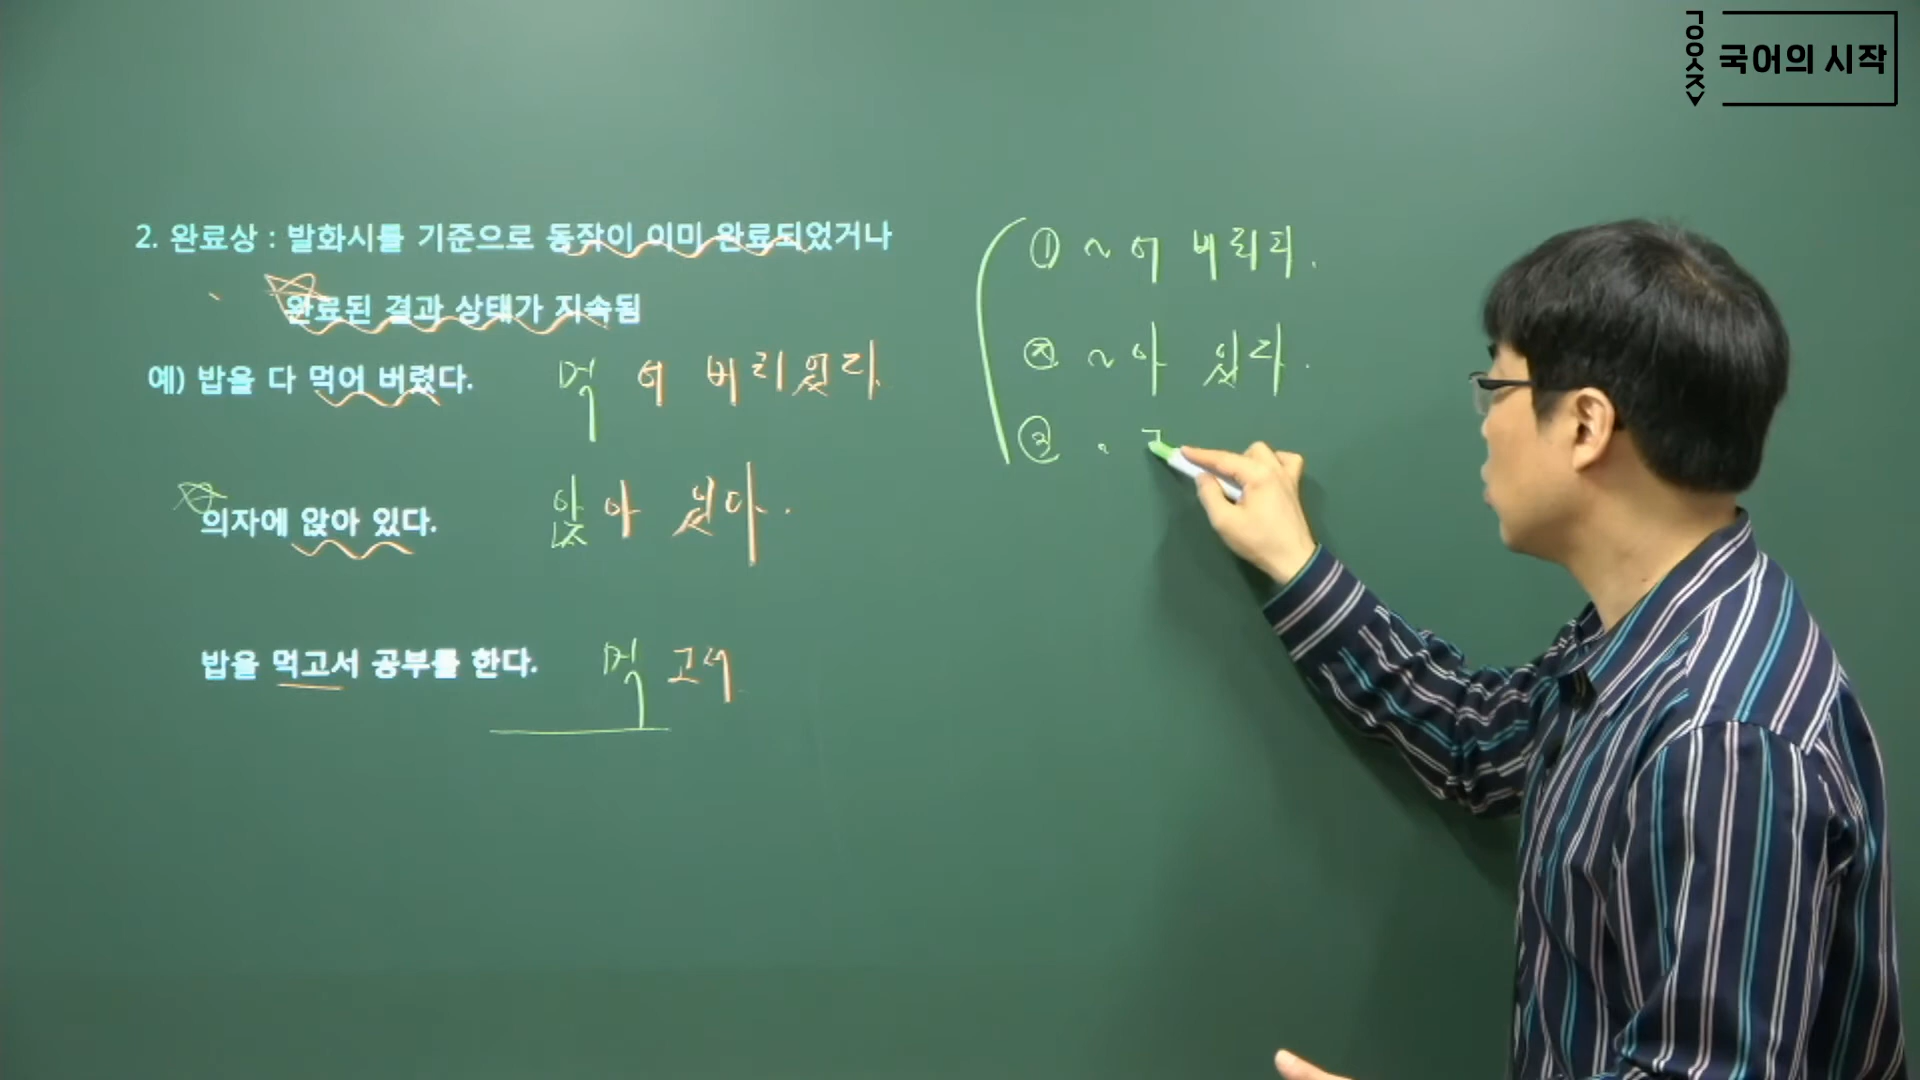 국어의 시작
2. 완료상 : 발화시를 기준으로 동작이 이미 완료되었거나
완료된 결과 상태가 지속됨
예) 밥을 다 먹어 버렸다.
먹 어 버리었다.
의자에 앉아 있다.
앉아 있다.
밥을 먹고서 공부를 한다.
먹 고서
① ~어 버리다.
② ~아 있다.
③